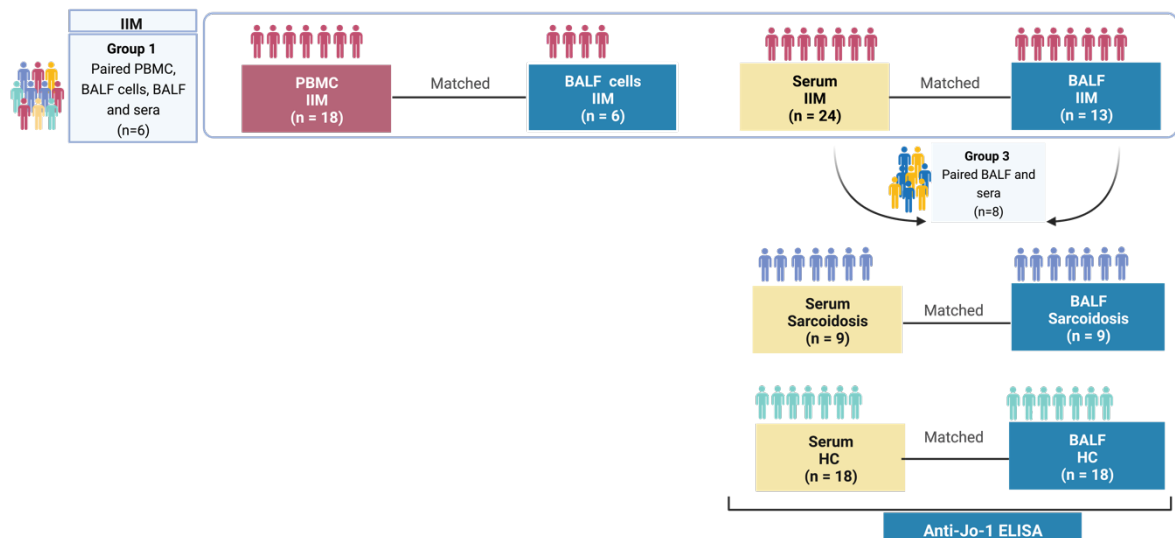 IIM
Group 1
Paired PBMC,
BALF cells, BALF
and sera
(n=6)
PBMC
IIM
(n = 18)
Matched
BALF cells
IIM
(n = 6)
Serum
IIM
(n = 24)
Matched
BALF
IIM
(n = 13)
Group 3
Paired BALF and
sera
(n=8)
Serum
Sarcoidosis
(n = 9)
Matched
BALF
Sarcoidosis
(n = 9)
Serum
HC
(n = 18)
Matched
BALF
HC
(n = 18)
Anti-Jo-1 ELISA